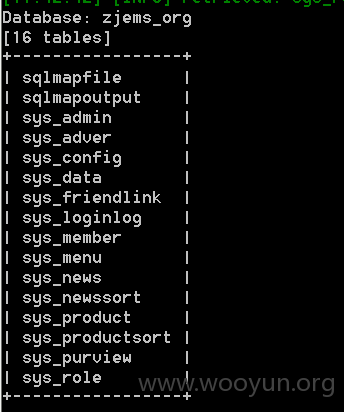 Database: zjems_org
[16 tables]
+-----------------+
| sqlmapfile      |
| sqlmapoutput    |
| sys_admin       |
| sys_adver       |
| sys_config      |
| sys_data        |
| sys_friendlink  |
| sys_loginlog    |
| sys_member      |
| sys_menu        |
| sys_news        |
| sys_newssort    |
| sys_product     |
| sys_productsort |
| sys_purview     |
| sys_role        |
+-----------------+
www.wooyun.org